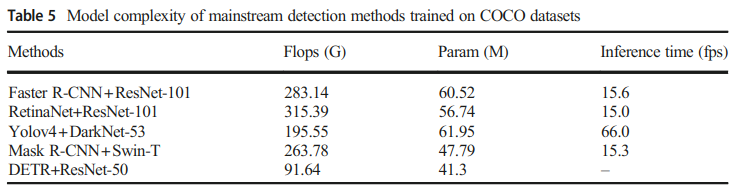 Table 5 Model complexity of mainstream detection methods trained on COCO datasets
Methods Flops (G) Param (M) Inference time (fps)
Faster R-CNN+ResNet-101 283.14 60.52 15.6
RetinaNet+ResNet-101 315.39 56.74 15.0
Yolov4+DarkNet-53 195.55 61.95 66.0
Mask R-CNN+Swin-T 263.78 47.79 15.3
DETR+ResNet-50 91.64 41.3 –